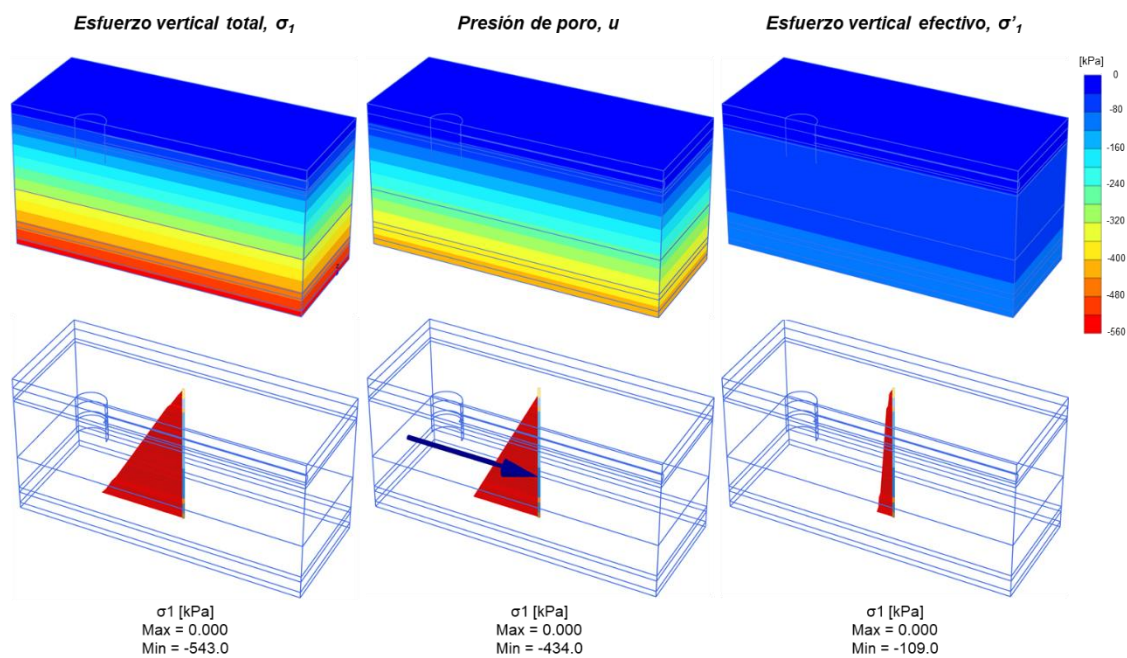 Esfuerzo vertical total, σ1
Presión de poro, u
Esfuerzo vertical efectivo, σ'1
[kPa]
0
-80
-160
-240
-320
-400
-480
-560
σ1 [kPa]
Max = 0.000
Min = -543.0
σ1 [kPa]
Max = 0.000
Min = -434.0
σ1 [kPa]
Max = 0.000
Min = -109.0